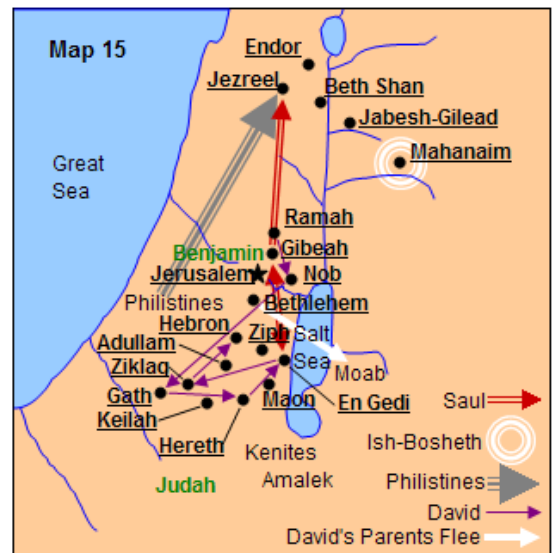 Map 15
Endor
Jezreel
Beth Shan
Jabesh-Gilead
Mahanaim
Great
Sea
Ramah
Benjamin
Gibeah
Jerusalem
Nob
Philistines
Bethlehem
Hebron
Ziph
Salt
Sea
Adullam
Ziklag
Moab
Gath
Maon
En Gedi
Keilah
Hereth
Kenites
Amalek
Judah
Saul
Ish-Bosheth
Philistines
David
David's Parents Flee